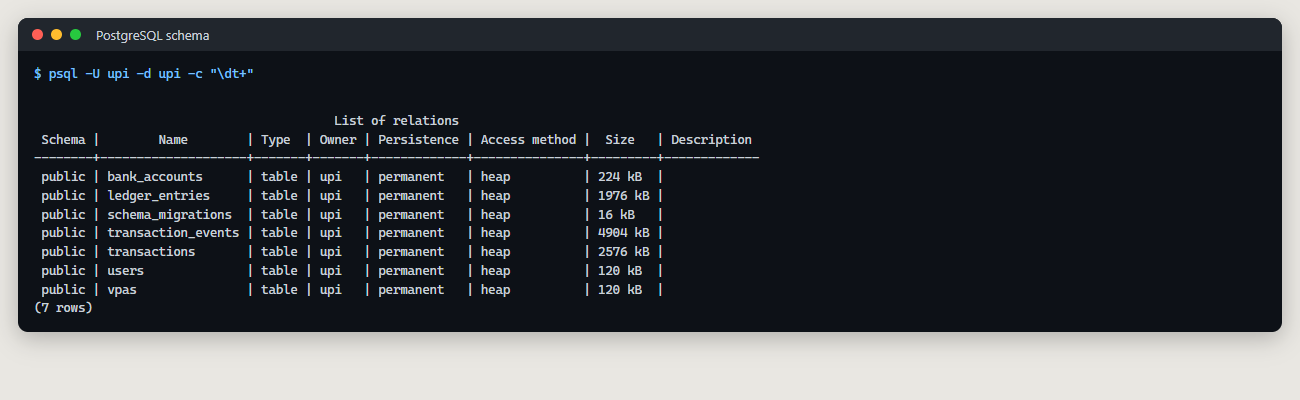 PostgreSQL schema
$ psql -U upi -d upi -c "\dt+"
List of relations
 Schema |        Name        | Type  | Owner | Persistence | Access method |  Size   | Description
--------+--------------------+-------+-------+-------------+---------------+---------+-------------
 public | bank_accounts      | table | upi   | permanent   | heap          | 224 kB  |
 public | ledger_entries     | table | upi   | permanent   | heap          | 1976 kB |
 public | schema_migrations  | table | upi   | permanent   | heap          | 16 kB   |
 public | transaction_events | table | upi   | permanent   | heap          | 4904 kB |
 public | transactions       | table | upi   | permanent   | heap          | 2576 kB |
 public | users              | table | upi   | permanent   | heap          | 120 kB  |
 public | vpas               | table | upi   | permanent   | heap          | 120 kB  |
(7 rows)